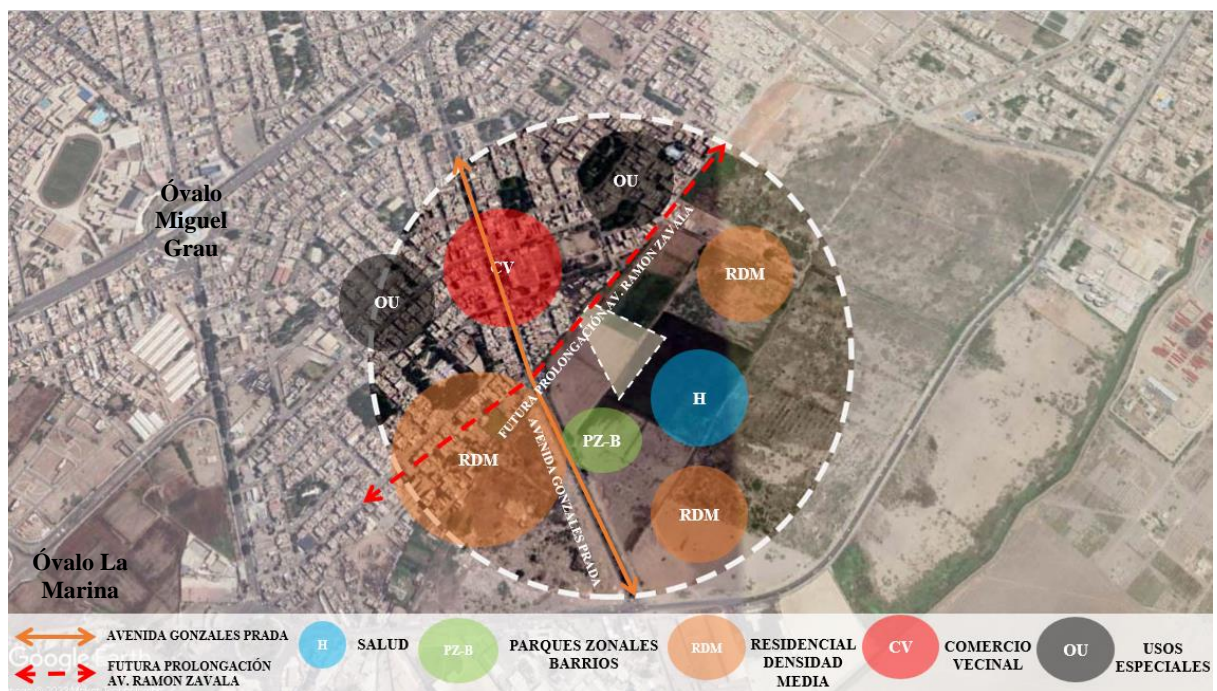 Óvalo
Miguel
Grau
OU
CV
OU
RDM
FUTURA PROLONGACIÓN AV. RAMON ZAVALA
H
PZ-B
RDM
AVENIDA GONZALES PRADA
RDM
Óvalo La
Marina
AVENIDA GONZALES PRADA
FUTURA PROLONGACIÓN
AV. RAMON ZAVALA
H
SALUD
PZ-B
PARQUES ZONALES
BARRIOS
RDM
RESIDENCIAL
DENSIDAD
MEDIA
CV
COMERCIO
VECINAL
OU
USOS
ESPECIALES
Google Earth